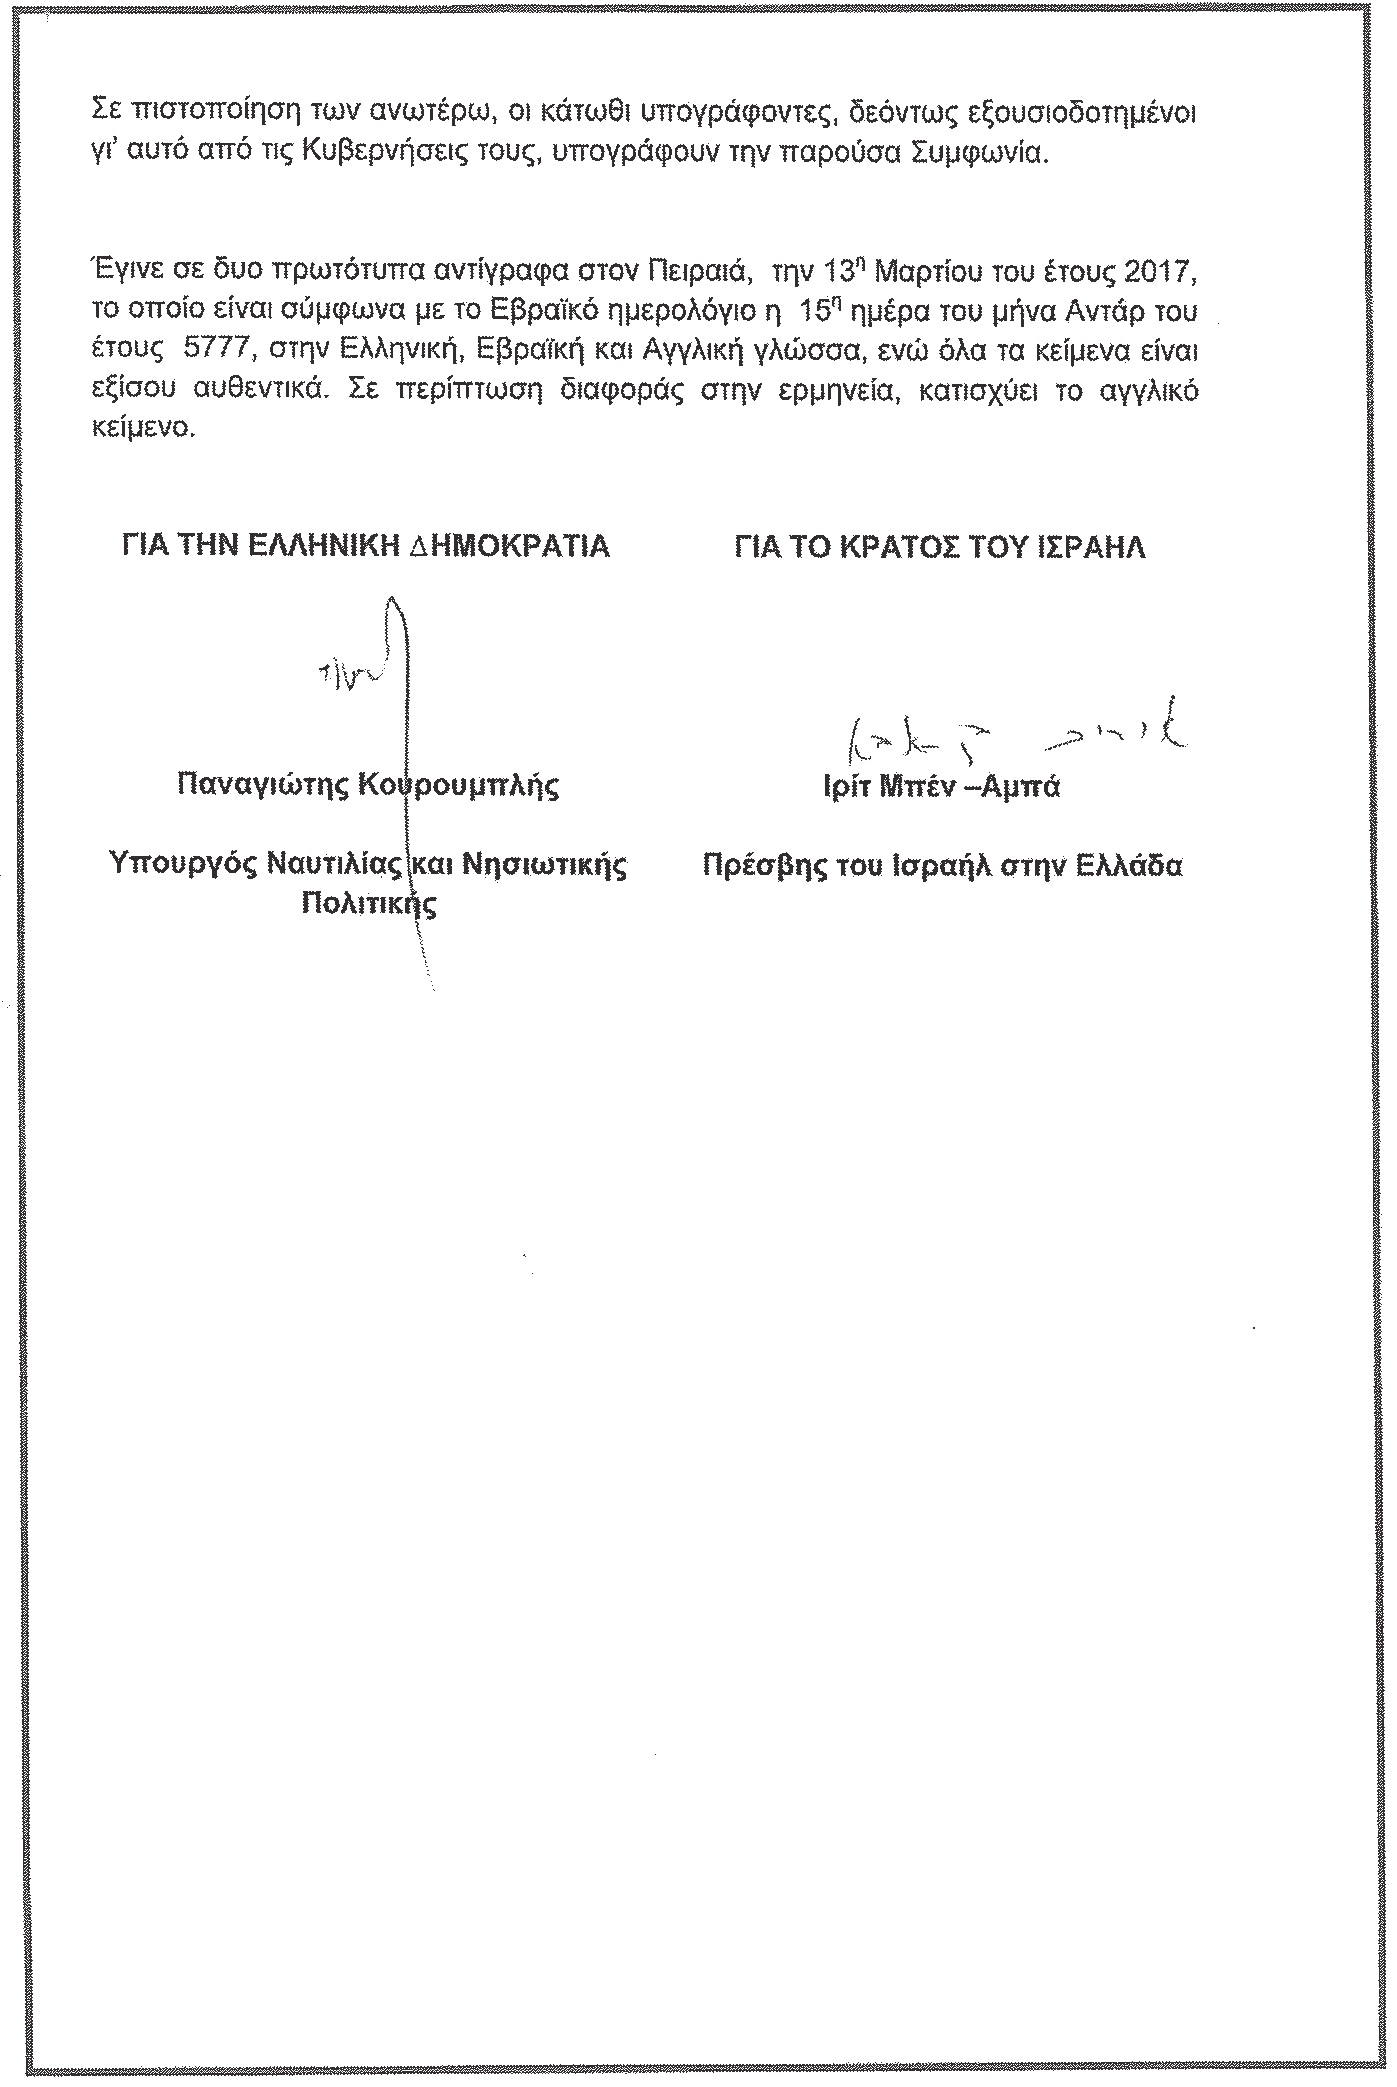 Σε πιστοποίηση των ανωτέρω, οι κάτωθι υπογράφοντες, δεόντως εξουσιοδοτημένοι
γι' αυτό από τις Κυβερνήσεις τους, υπογράφουν την παρούσα Συμφωνία.
Έγινε σε δυο πρωτότυπα αντίγραφα στον Πειραιά, την 13η Μαρτίου του έτους 2017,
το οποίο είναι σύμφωνα με το Εβραϊκό ημερολόγιο η 15η ημέρα του μήνα Αντάρ του
έτους 5777, στην Ελληνική, Εβραϊκή και Αγγλική γλώσσα, ενώ όλα τα κείμενα είναι
εξίσου αυθεντικά. Σε περίπτωση διαφοράς στην ερμηνεία, κατισχύει το αγγλικό
κείμενο.
ΓΙΑ ΤΗΝ ΕΛΛΗΝΙΚΗ ΔΗΜΟΚΡΑΤΙΑ
Παναγιώτης Κουρουμπλής
Υπουργός Ναυτιλίας και Νησιωτικής
Πολιτικής
ΓΙΑ ΤΟ ΚΡΑΤΟΣ ΤΟΥ ΙΣΡΑΗΛ
Ιρίτ Μπέν –Αμπά
Πρέσβης του Ισραήλ στην Ελλάδα